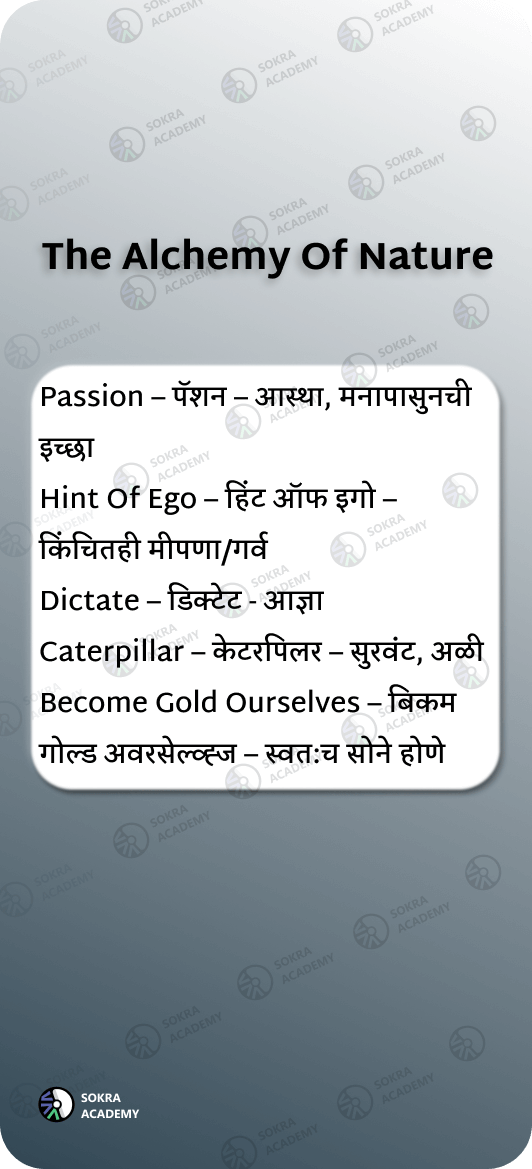 The Alchemy Of Nature
Passion – पॅशन – आस्था, मनापासुनची
इच्छा
Hint Of Ego – हिंट ऑफ इगो –
किंचितही मीपणा/गर्व
Dictate – डिक्टेट - आज्ञा
Caterpillar – केटरपिलर – सुरवंट, अळी
Become Gold Ourselves – बिकम
गोल्ड अवरसेल्व्ह्ज – स्वत:च सोने होणे
SOKRA
ACADEMY